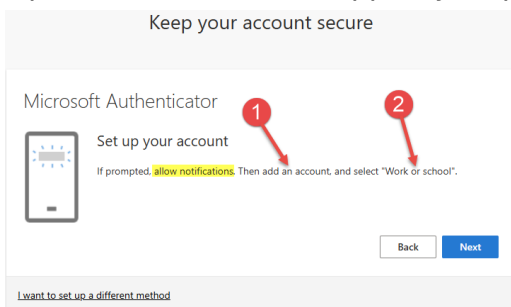 Keep your account secure
Microsoft Authenticator
1
2
Set up your account
If prompted, allow notifications. Then add an account, and select "Work or school".
Back
Next
I want to set up a different method